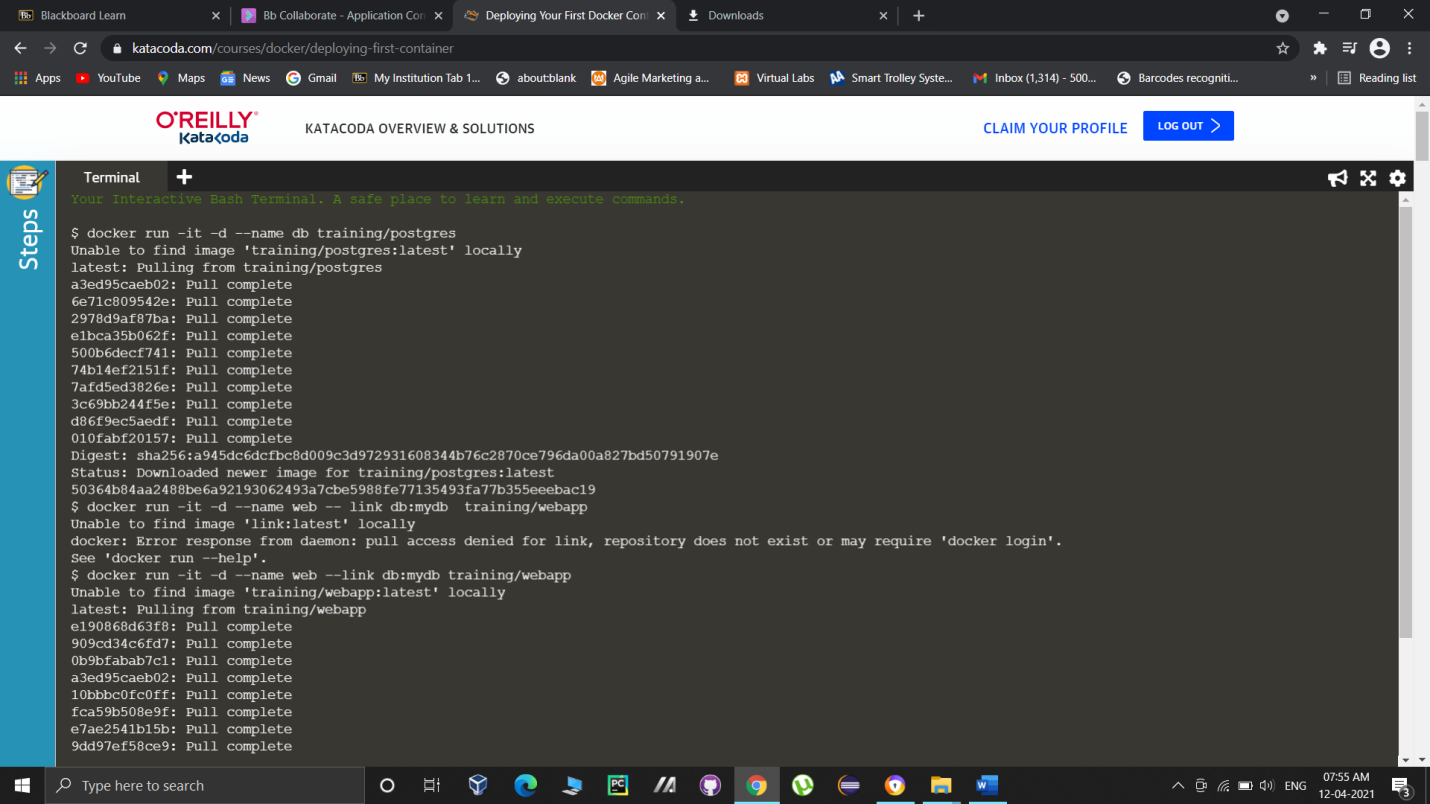 Blackboard Learn
Bb Collaborate - Application Con
Deploying Your First Docker Cont
Downloads
katacoda.com/courses/docker/deploying-first-container
Apps YouTube Maps News Gmail My Institution Tab 1... about:blank Agile Marketing a... Virtual Labs Smart Trolley Syste... Inbox (1,314) - 500... Barcodes recogniti... » Reading list
O'REILLY®
Katacoda
KATACODA OVERVIEW & SOLUTIONS
CLAIM YOUR PROFILE
LOG OUT
Steps
Terminal
Your Interactive Bash Terminal. A safe place to learn and execute commands.
$ docker run -it -d --name db training/postgres
Unable to find image 'training/postgres:latest' locally
latest: Pulling from training/postgres
a3ed95caeb02: Pull complete
6e71c809542e: Pull complete
2978d9af87ba: Pull complete
e1bca35b062f: Pull complete
500b6decf741: Pull complete
74b14ef2151f: Pull complete
7afd5ed3826e: Pull complete
3c69bb244f5e: Pull complete
d86f9ec5aedf: Pull complete
010fabf20157: Pull complete
Digest: sha256:a945dc6dcfbc8d009c3d972931608344b76c2870ce796da00a827bd50791907e
Status: Downloaded newer image for training/postgres:latest
50364b84aa2488be6a92193062493a7cbe5988fe77135493fa77b355eeebac19
$ docker run -it -d --name web -- link db:mydb  training/webapp
Unable to find image 'link:latest' locally
docker: Error response from daemon: pull access denied for link, repository does not exist or may require 'docker login'.
See 'docker run --help'.
$ docker run -it -d --name web --link db:mydb training/webapp
Unable to find image 'training/webapp:latest' locally
latest: Pulling from training/webapp
e190868d63f8: Pull complete
909cd34c6fd7: Pull complete
0b9bfabab7c1: Pull complete
a3ed95caeb02: Pull complete
10bbbc0fc0ff: Pull complete
fca59b508e9f: Pull complete
e7ae2541b15b: Pull complete
9dd97ef58ce9: Pull complete
Type here to search
ENG
07:55 AM
12-04-2021
3